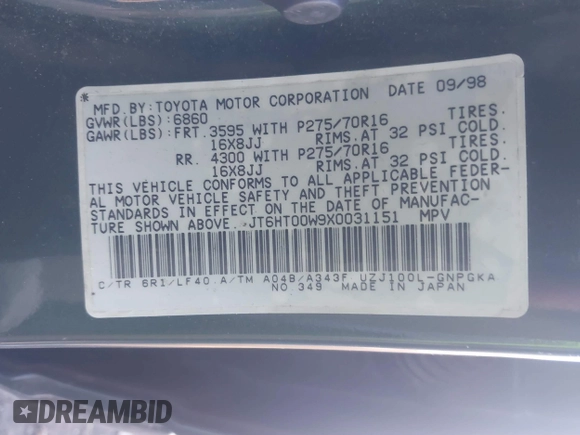 MFD.BY:TOYOTA MOTOR CORPORATION DATE 09/98
GVWR(LBS):6860
GAWR(LBS):FRT.3595 WITH P275/70R16 TIRES.
16X8JJ RIMS.AT 32 PSI COLD.
RR. 4300 WITH P275/70R16 TIRES.
16X8JJ RIMS.AT 32 PSI COLD.
THIS VEHICLE CONFORMS TO ALL APPLICABLE FEDER-
AL MOTOR VEHICLE SAFETY AND THEFT PREVENTION
STANDARDS IN EFFECT ON THE DATE OF MANUFAC-
TURE SHOWN ABOVE. JT6HT00W9X0031151 MPV
C/TR 6R1/LF40.A/TM A04B/A343F UZJ100L-GNPGKA
NO 349 MADE IN JAPAN
DREAMBID